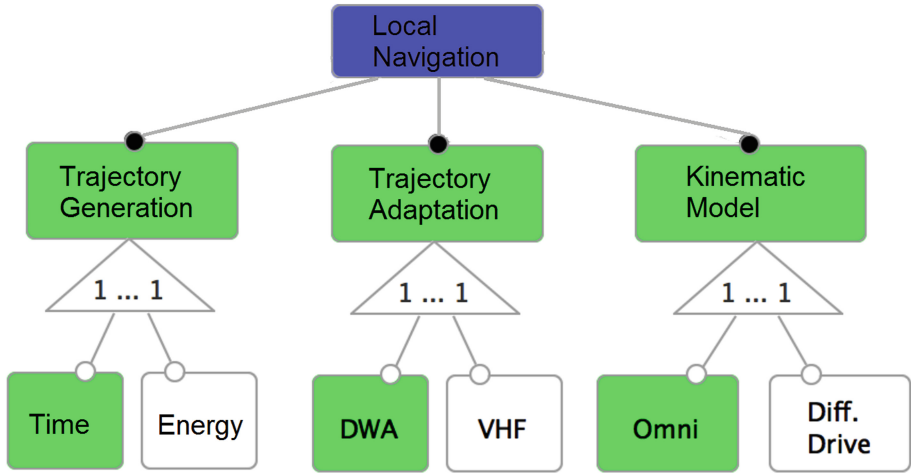 Local
Navigation
Trajectory
Generation
Trajectory
Adaptation
Kinematic
Model
1 ... 1
1 ... 1
1 ... 1
Time
Energy
DWA
VHF
Omni
Diff.
Drive